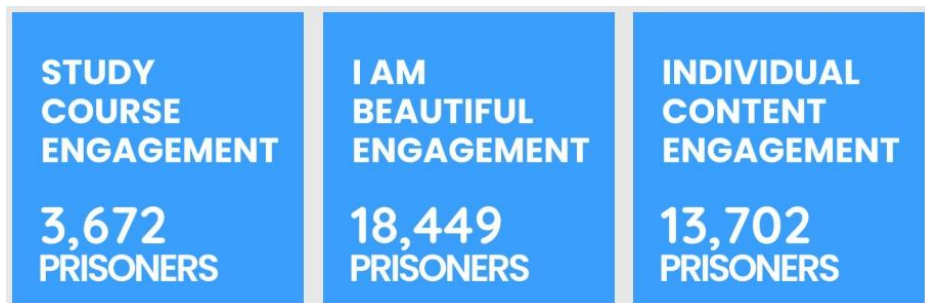 STUDY
COURSE
ENGAGEMENT
3,672
PRISONERS
I AM
BEAUTIFUL
ENGAGEMENT
18,449
PRISONERS
INDIVIDUAL
CONTENT
ENGAGEMENT
13,702
PRISONERS